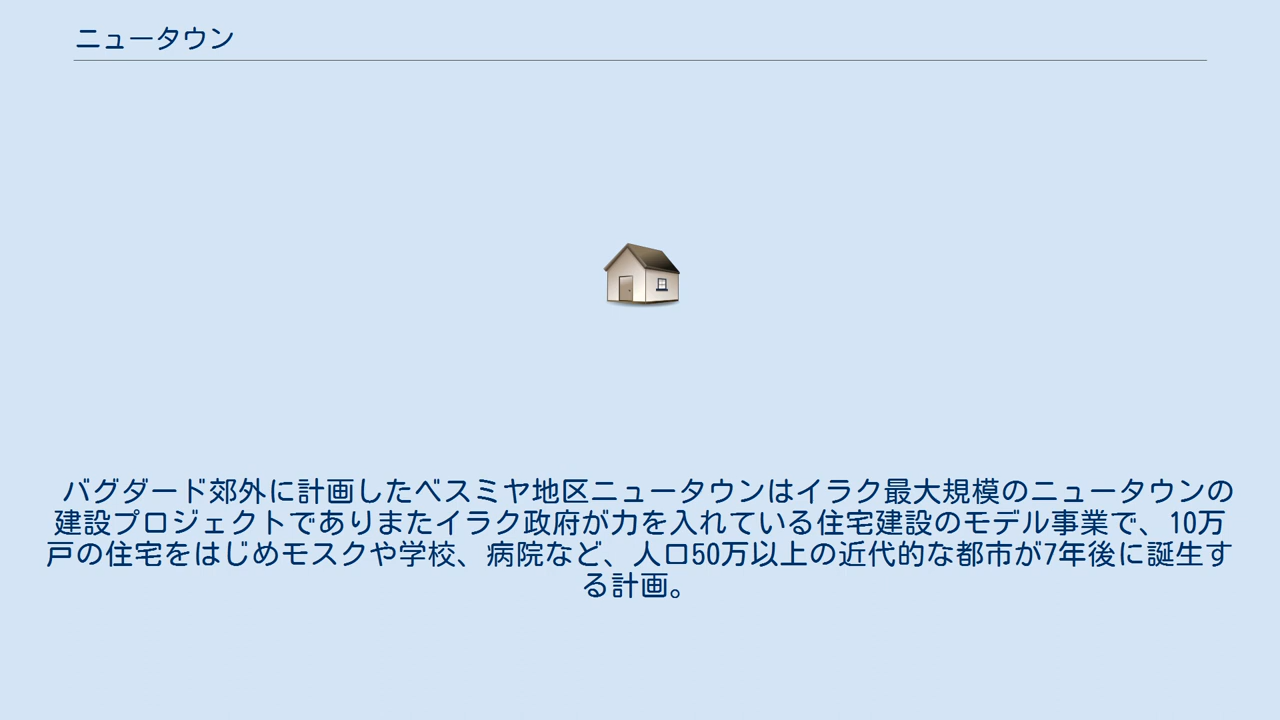 ニュータウン
バグダード郊外に計画したベスミヤ地区ニュータウンはイラク最大規模のニュータウンの
建設プロジェクトでありまたイラク政府が力を入れている住宅建設のモデル事業で、10万
戸の住宅をはじめモスクや学校、病院など、人口50万以上の近代的な都市が7年後に誕生す
る計画。